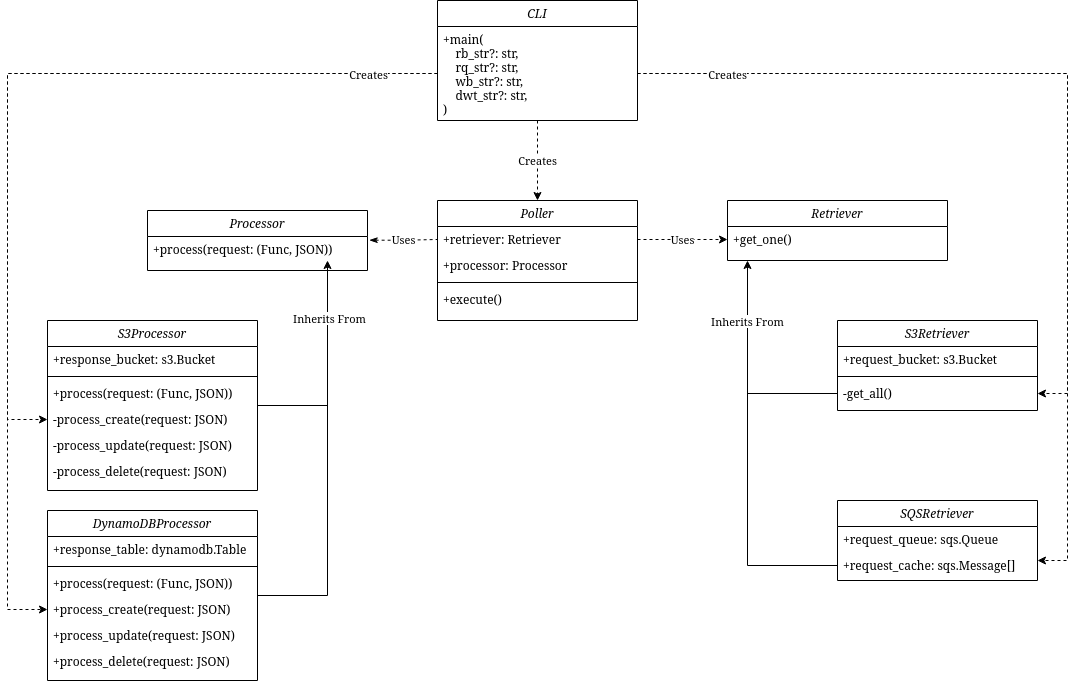 CLI
+main(
rb_str?: str,
rq_str?: str,
wb_str?: str,
dwt_str?: str,
)
Creates
Creates
Creates
Processor
+process(request: (Func, JSON))
Uses
Poller
+retriever: Retriever
+processor: Processor
+execute()
Uses
Retriever
+get_one()
Inherits From
Inherits From
S3Processor
+response_bucket: s3.Bucket
+process(request: (Func, JSON))
-process_create(request: JSON)
-process_update(request: JSON)
-process_delete(request: JSON)
S3Retriever
+request_bucket: s3.Bucket
-get_all()
DynamoDBProcessor
+response_table: dynamodb.Table
+process(request: (Func, JSON))
+process_create(request: JSON)
+process_update(request: JSON)
+process_delete(request: JSON)
SQSRetriever
+request_queue: sqs.Queue
+request_cache: sqs.Message[]